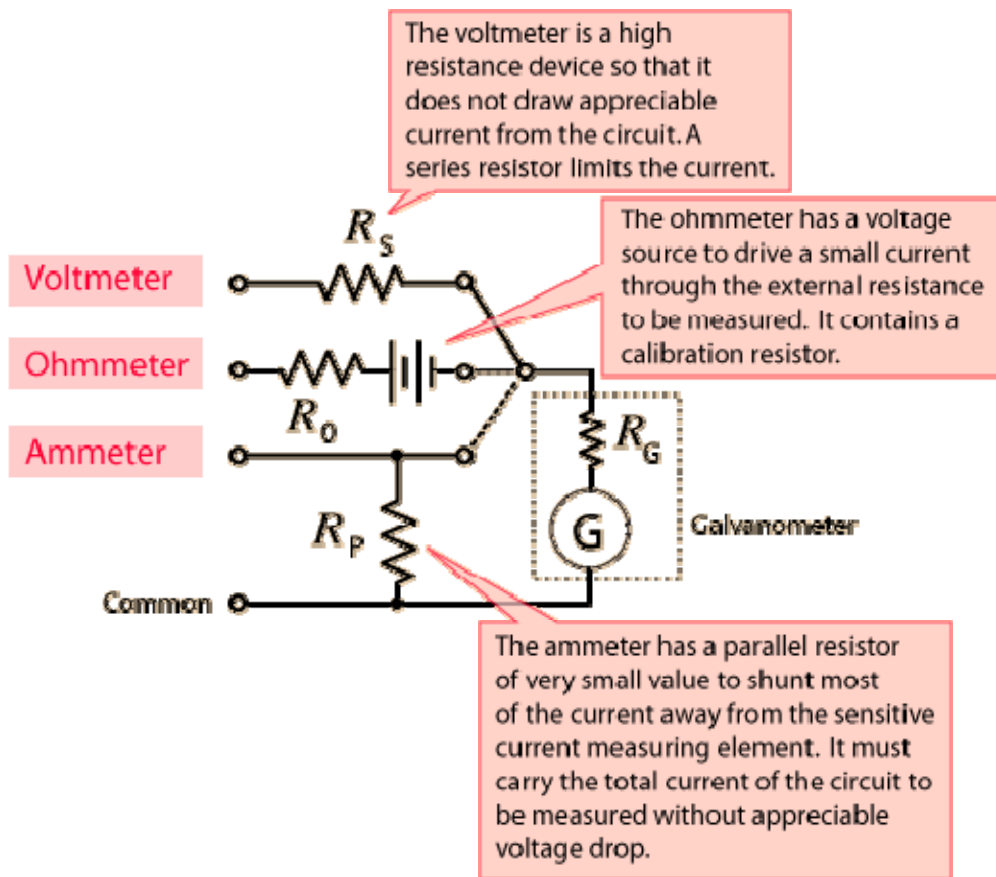 The voltmeter is a high
resistance device so that it
does not draw appreciable
current from the circuit. A
series resistor limits the current.
R_S
The ohmmeter has a voltage
source to drive a small current
through the external resistance
to be measured. It contains a
calibration resistor.
Voltmeter
Ohmmeter
R_0
Ammeter
R_G
G
Galvanometer
R_P
Common
The ammeter has a parallel resistor
of very small value to shunt most
of the current away from the sensitive
current measuring element. It must
carry the total current of the circuit to
be measured without appreciable
voltage drop.